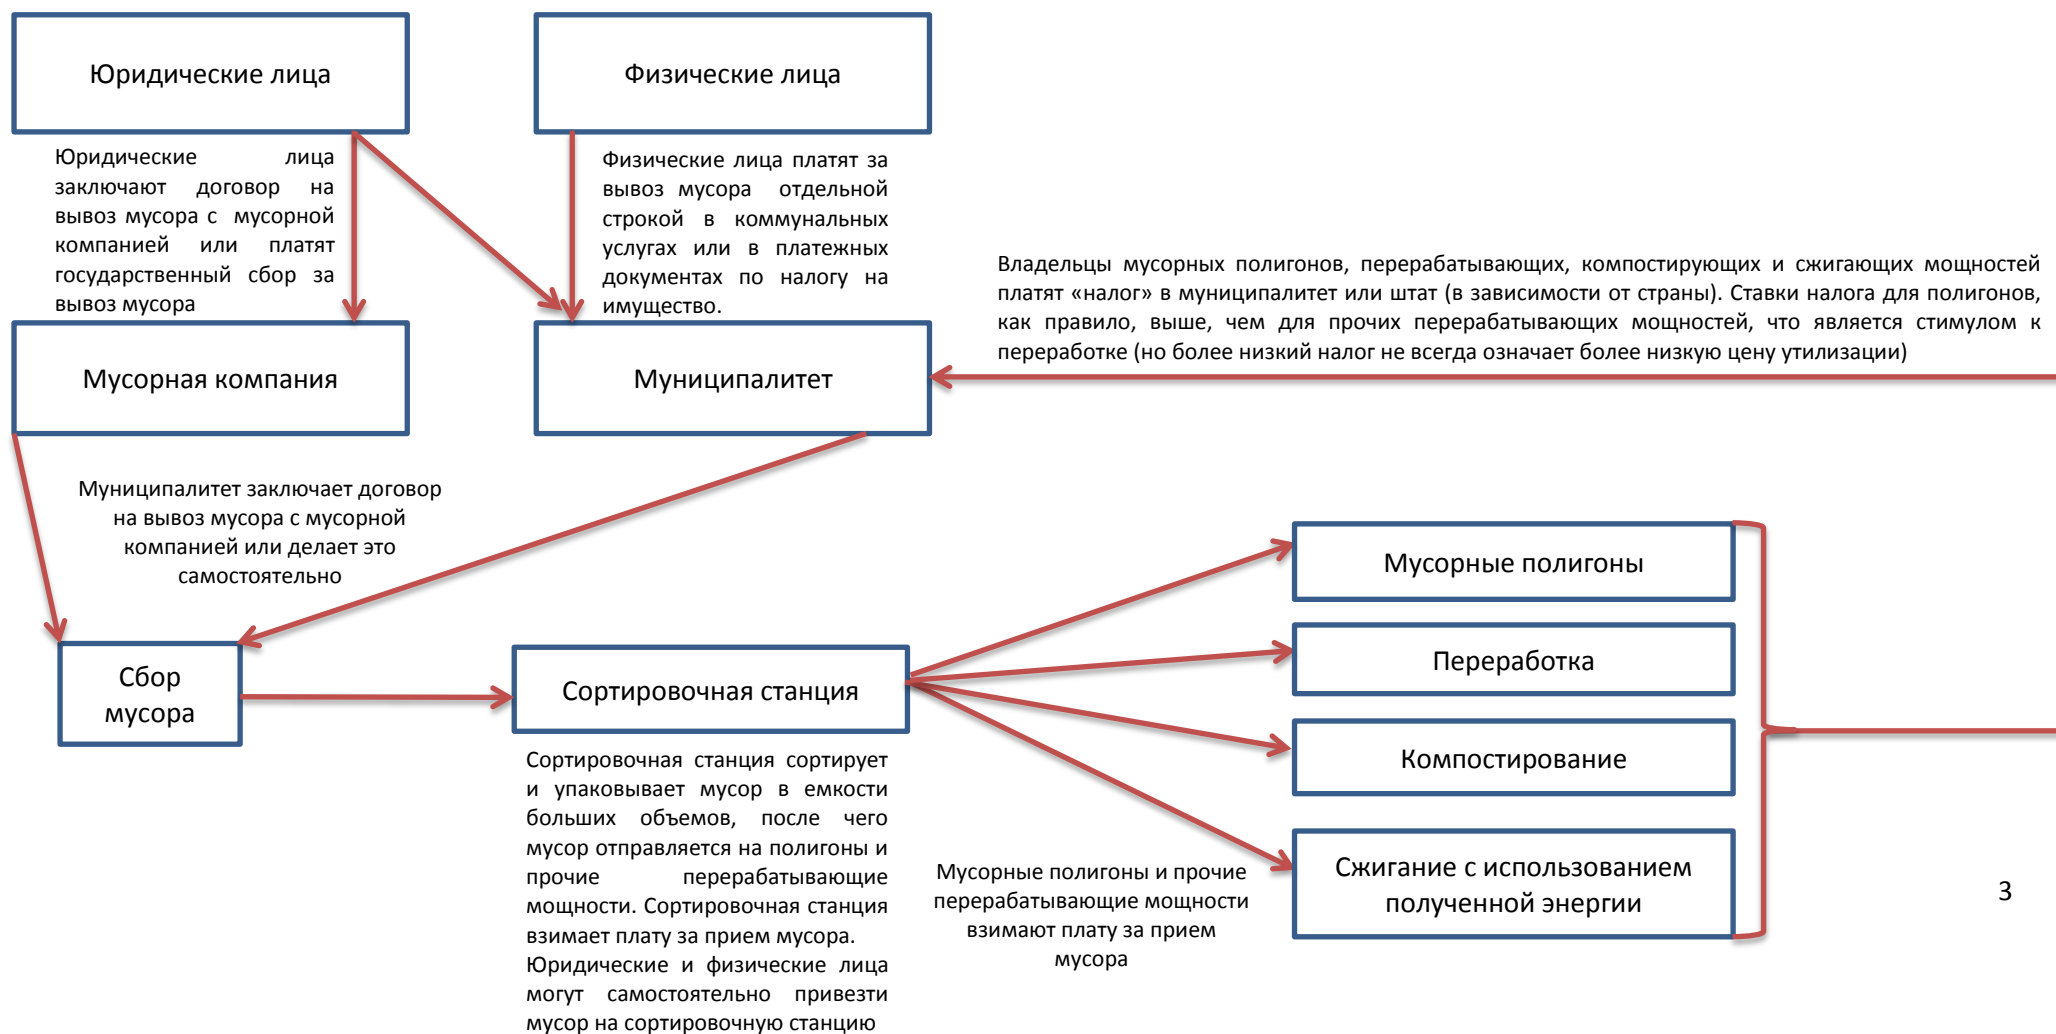 Юридические лица
Физические лица
Юридические лица
заключают договор на
вывоз мусора с мусорной
компанией или платят
государственный сбор за
вывоз мусора
Физические лица платят за
вывоз мусора отдельной
строкой в коммунальных
услугах или в платежных
документах по налогу на
имущество.
Владельцы мусорных полигонов, перерабатывающих, компостирующих и сжигающих мощностей
платят «налог» в муниципалитет или штат (в зависимости от страны). Ставки налога для полигонов,
как правило, выше, чем для прочих перерабатывающих мощностей, что является стимулом к
переработке (но более низкий налог не всегда означает более низкую цену утилизации)
Мусорная компания
Муниципалитет
Муниципалитет заключает договор
на вывоз мусора с мусорной
компанией или делает это
самостоятельно
Сбор
мусора
Сортировочная станция
Мусорные полигоны
Переработка
Компостирование
Сжигание с использованием
полученной энергии
Сортировочная станция сортирует
и упаковывает мусор в емкости
больших объемов, после чего
мусор отправляется на полигоны и
прочие перерабатывающие
мощности. Сортировочная станция
взимает плату за прием мусора.
Юридические и физические лица
могут самостоятельно привезти
мусор на сортировочную станцию
Мусорные полигоны и прочие
перерабатывающие мощности
взимают плату за прием
мусора
3